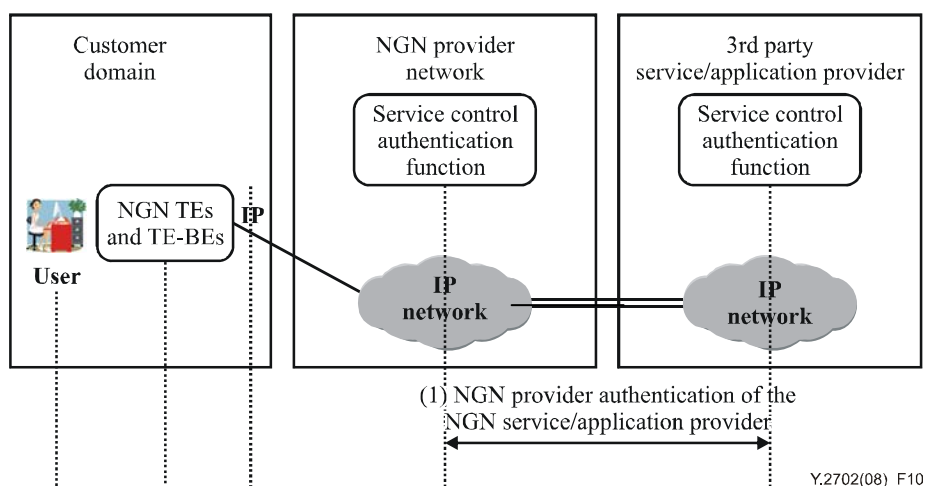 Customer
domain
NGN provider
network
3rd party
service/application provider
Service control
authentication
function
Service control
authentication
function
NGN TEs
and TE-BEs
IP
User
IP
network
IP
network
(1) NGN provider authentication of the
NGN service/application provider
Y.2702(08)_F10